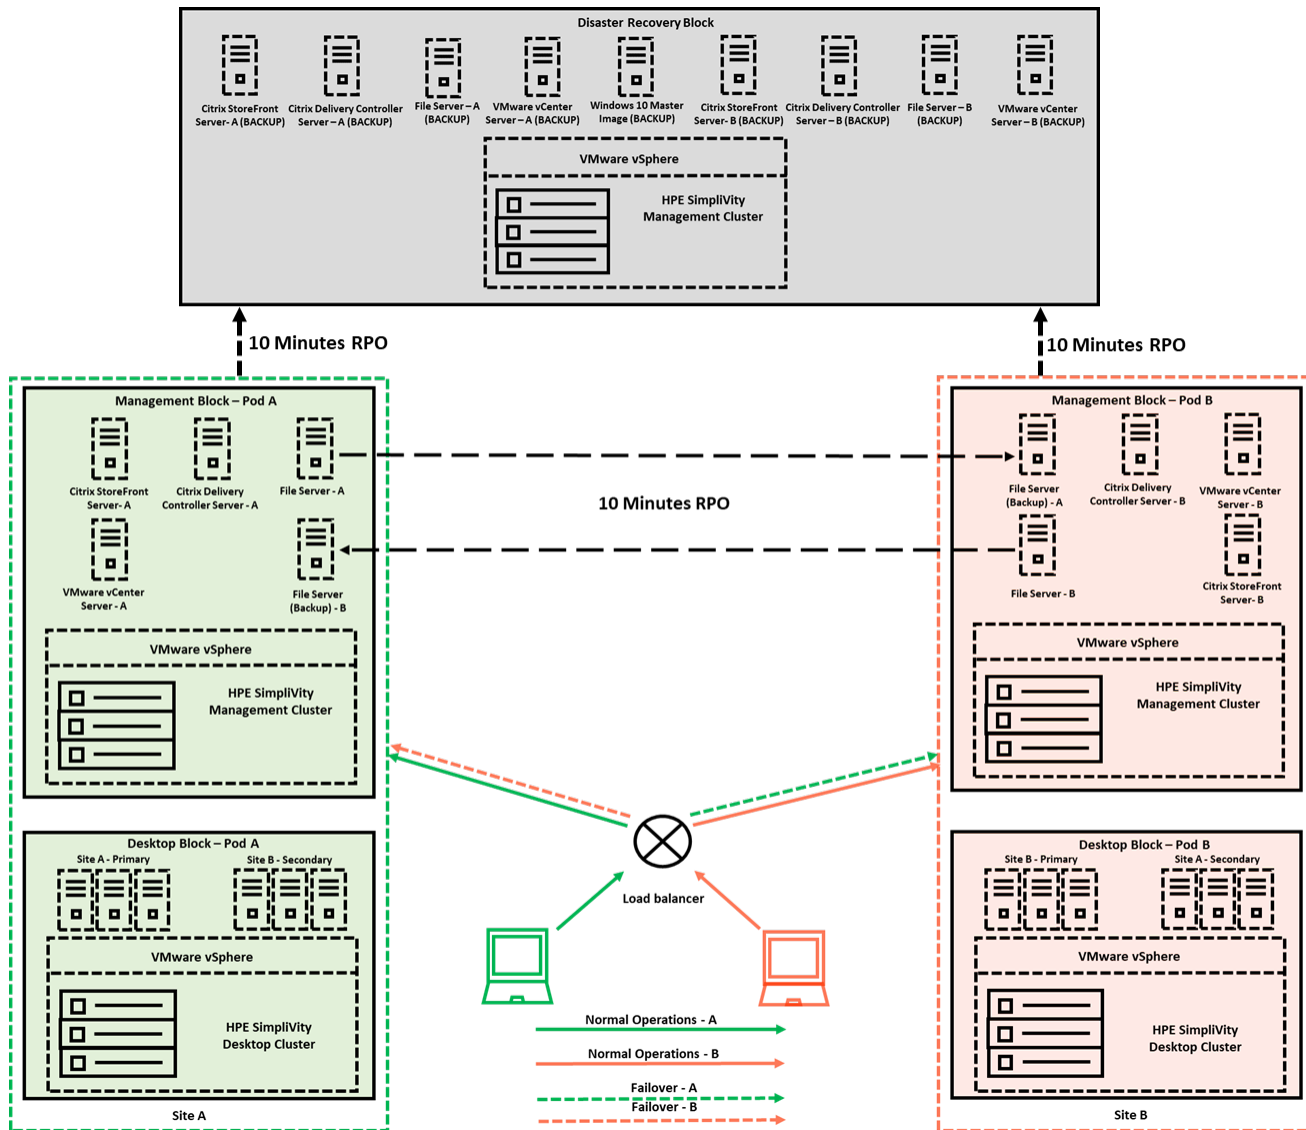 Disaster Recovery Block
Citrix StoreFront
Server- A (BACKUP)
Citrix Delivery Controller
Server – A (BACKUP)
File Server – A
(BACKUP)
VMware vCenter
Server – A (BACKUP)
Windows 10 Master
Image (BACKUP)
Citrix StoreFront
Server- B (BACKUP)
Citrix Delivery Controller
Server – B (BACKUP)
File Server – B
(BACKUP)
VMware vCenter
Server – B (BACKUP)
VMware vSphere
HPE SimpliVity
Management Cluster
10 Minutes RPO
10 Minutes RPO
Management Block – Pod A
Citrix StoreFront
Server- A
Citrix Delivery
Controller Server - A
File Server - A
VMware vCenter
Server - A
File Server
(Backup) - B
VMware vSphere
HPE SimpliVity
Management Cluster
10 Minutes RPO
Management Block – Pod B
File Server
(Backup) - A
Citrix Delivery
Controller Server - B
VMware vCenter
Server - B
File Server - B
Citrix StoreFront
Server- B
VMware vSphere
HPE SimpliVity
Management Cluster
Desktop Block – Pod A
Site A - Primary
Site B - Secondary
VMware vSphere
HPE SimpliVity
Desktop Cluster
Site A
Load balancer
Normal Operations - A
Normal Operations - B
Failover - A
Failover - B
Desktop Block – Pod B
Site B - Primary
Site A - Secondary
VMware vSphere
HPE SimpliVity
Desktop Cluster
Site B